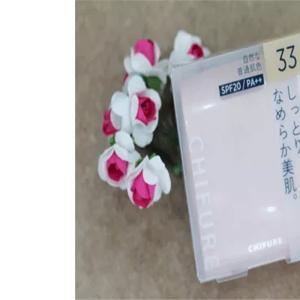 自然な
普通肌色
SPF20 / PA++
33
しっとり
なめらか美肌。
CHIFURE
CHIFURE